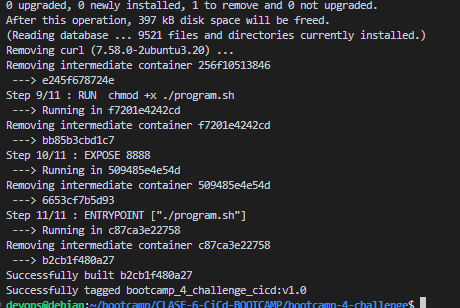 0 upgraded, 0 newly installed, 1 to remove and 0 not upgraded.
After this operation, 397 kB disk space will be freed.
(Reading database ... 9521 files and directories currently installed.)
Removing curl (7.58.0-2ubuntu3.20) ...
Removing intermediate container 256f10513846
 ---> e245f678724e
Step 9/11 : RUN  chmod +x ./program.sh
 ---> Running in f7201e4242cd
Removing intermediate container f7201e4242cd
 ---> bb85b3cbd1c7
Step 10/11 : EXPOSE 8888
 ---> Running in 509485e4e54d
Removing intermediate container 509485e4e54d
 ---> 6653cf7b5d93
Step 11/11 : ENTRYPOINT ["./program.sh"]
 ---> Running in c87ca3e22758
Removing intermediate container c87ca3e22758
 ---> b2cb1f480a27
Successfully built b2cb1f480a27
Successfully tagged bootcamp_4_challenge_cicd:v1.0
devops@debian:~/bootcamp/CLASE-6-CiCd-BOOTCAMP/bootcamp-4-challenge$